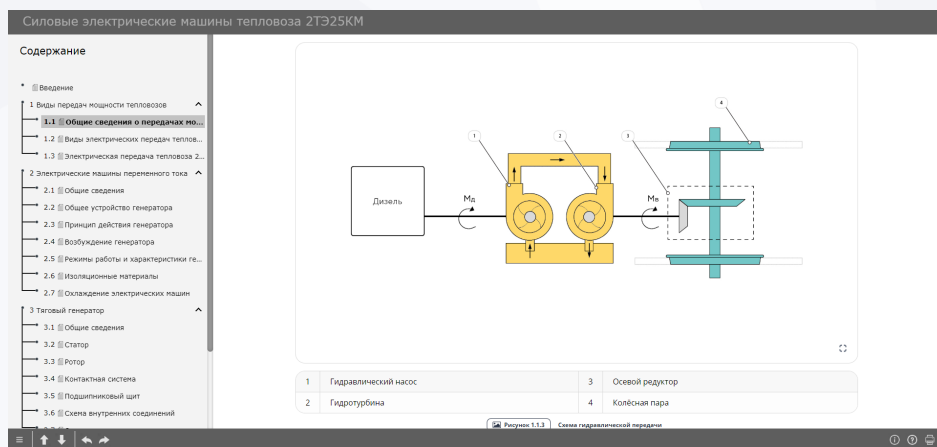 Силовые электрические машины тепловоза 2ТЭ25КМ
Содержание
Введение
1 Виды передач мощности тепловозов
1.1 Общие сведения о передачах мо...
1.2 Виды электрических передач теплов...
1.3 Электрическая передача тепловоза 2...
2 Электрические машины переменного тока
2.1 Общие сведения
2.2 Общее устройство генератора
2.3 Принцип действия генератора
2.4 Возбуждение генератора
2.5 Режимы работы и характеристики ге...
2.6 Изоляционные материалы
2.7 Охлаждение электрических машин
3 Тяговый генератор
3.1 Общие сведения
3.2 Статор
3.3 Ротор
3.4 Контактная система
3.5 Подшипниковый щит
3.6 Схема внутренних соединений
4
1
2
3
Дизель
Мд
Мв
1 Гидравлический насос 3 Осевой редуктор
2 Гидротурбина 4 Колёсная пара
Рисунок 1.1.3 Схема гидравлической передачи